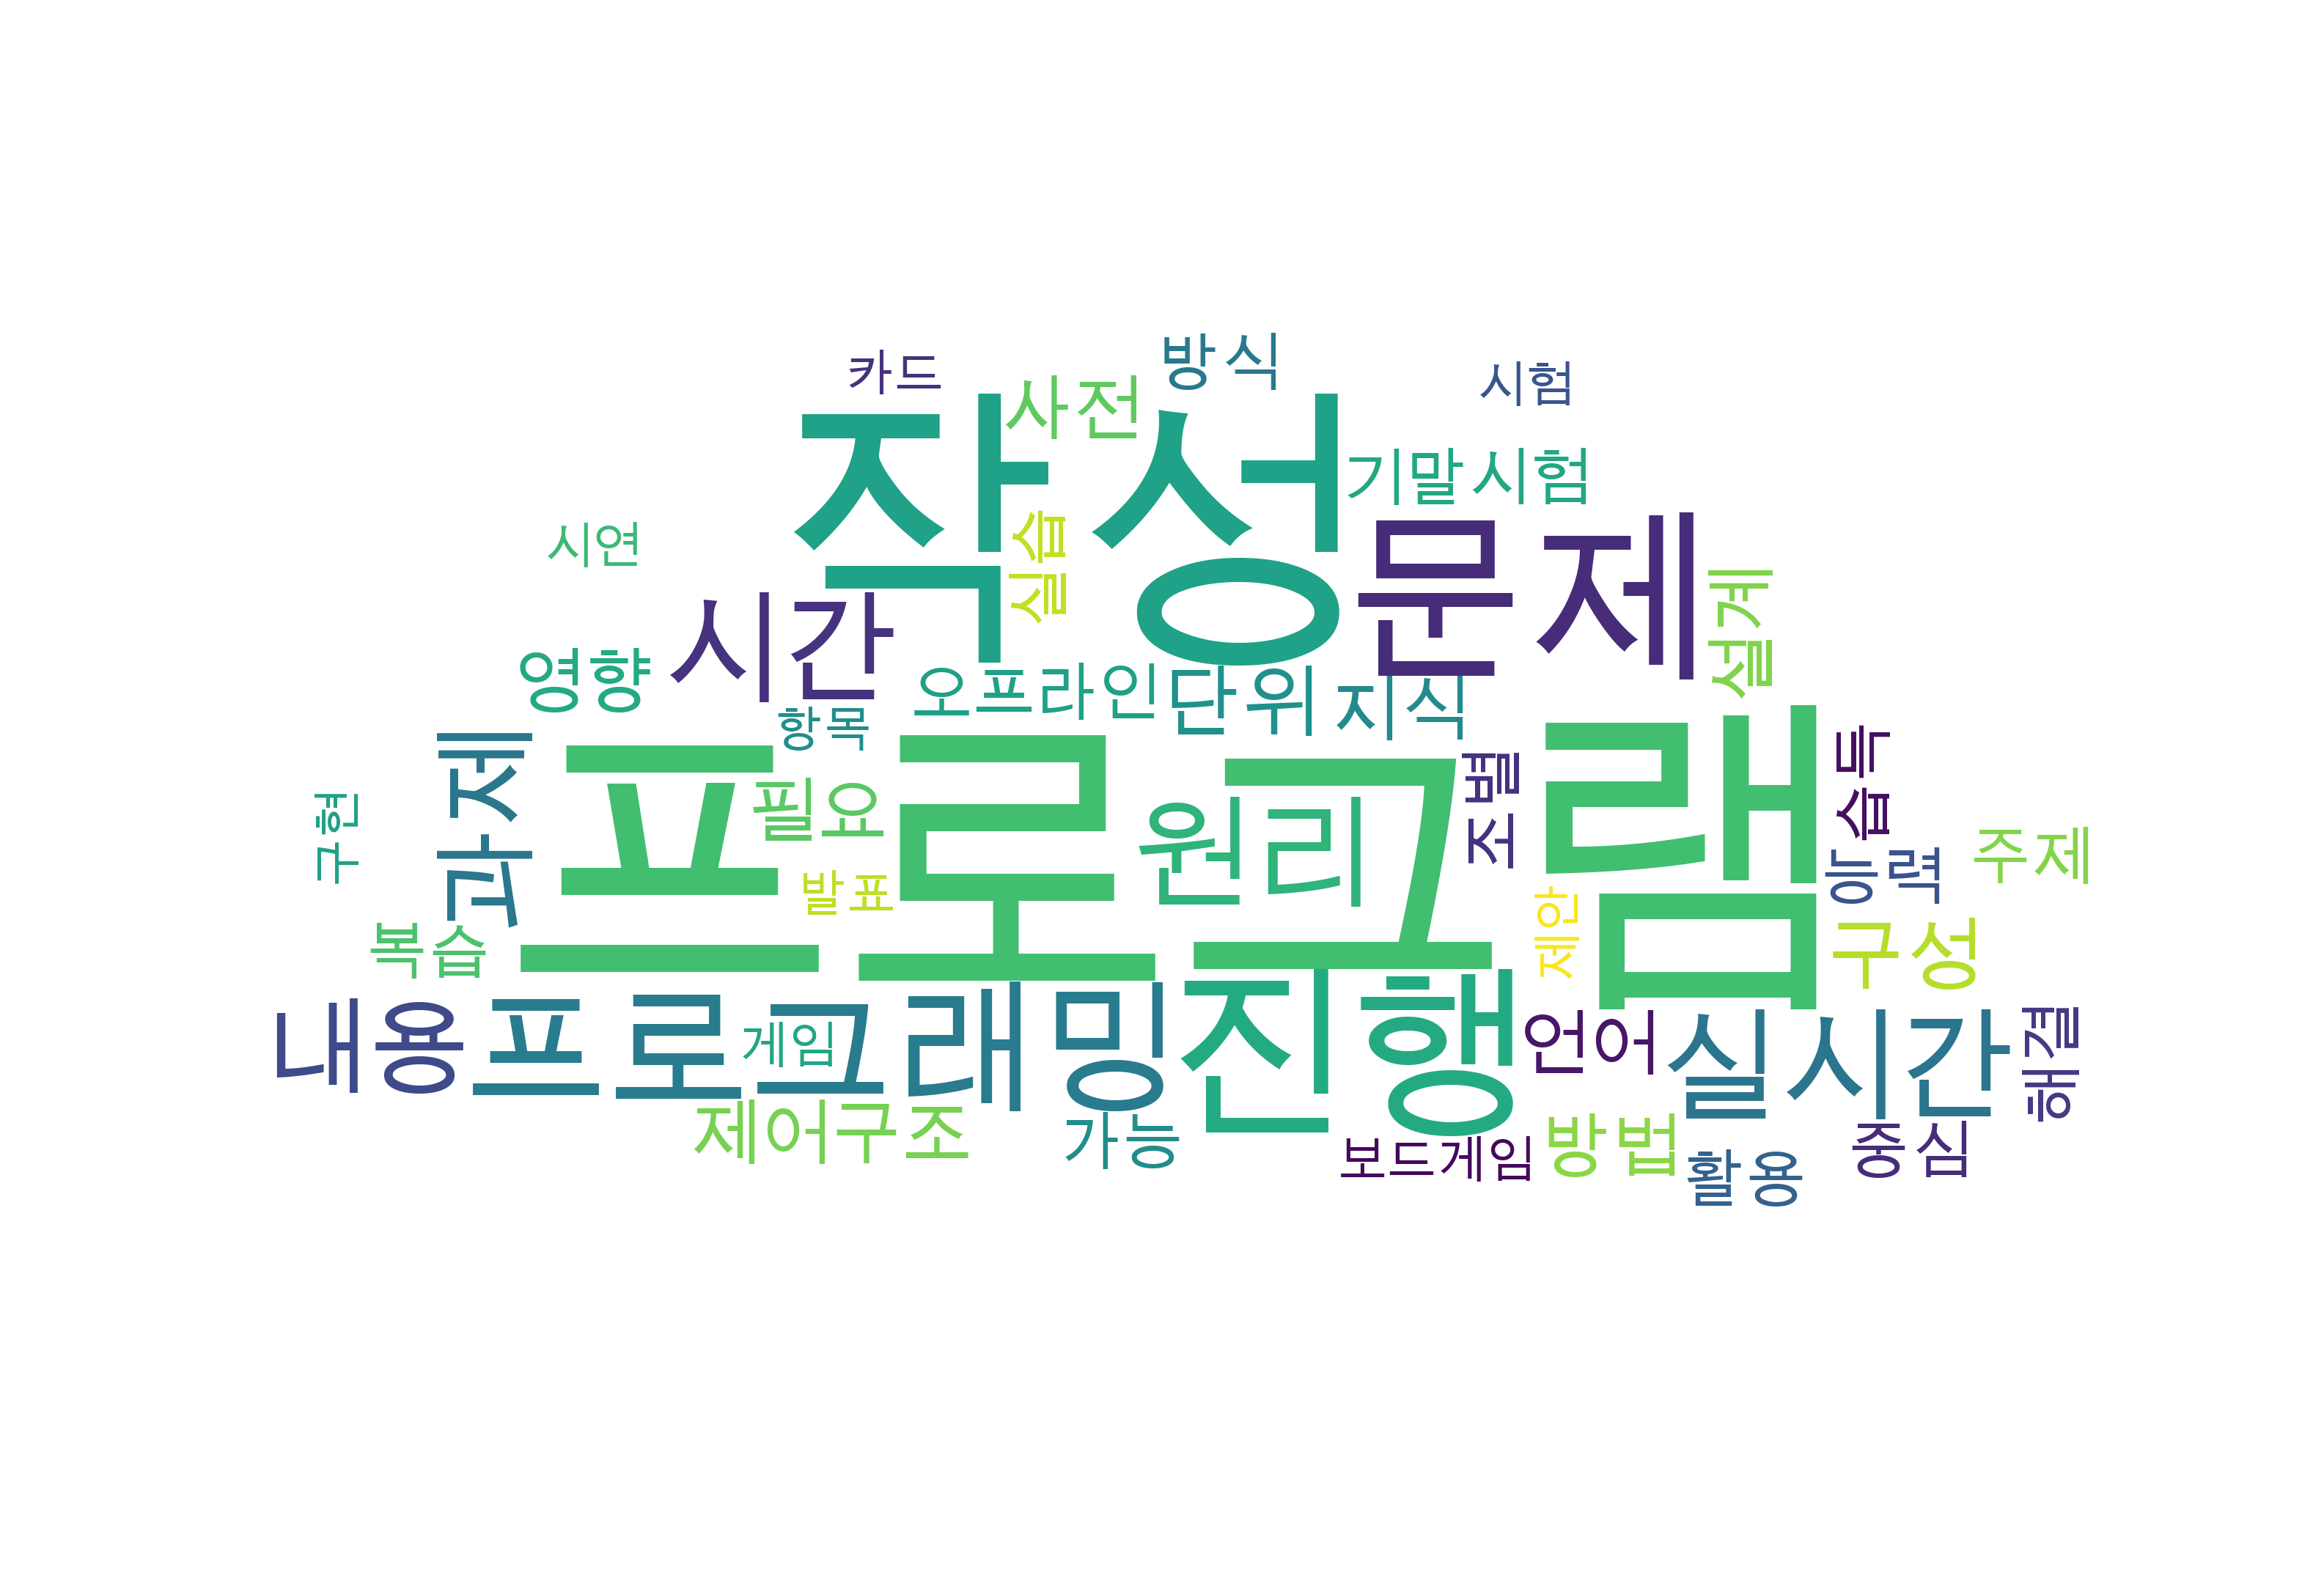 카드
방식
시험
사전
작성
기말시험
시연
실습
문제
설계
시간
영향
오프라인
단위
지식
항목
과제
프로그램
필요
원리
조별
습득
구현
주제
능력
발표
제안
복습
구성
내용
프로그래밍
게임
진행
언어
실시간
해결
제어구조
가능
보드게임
방법
활용
중심